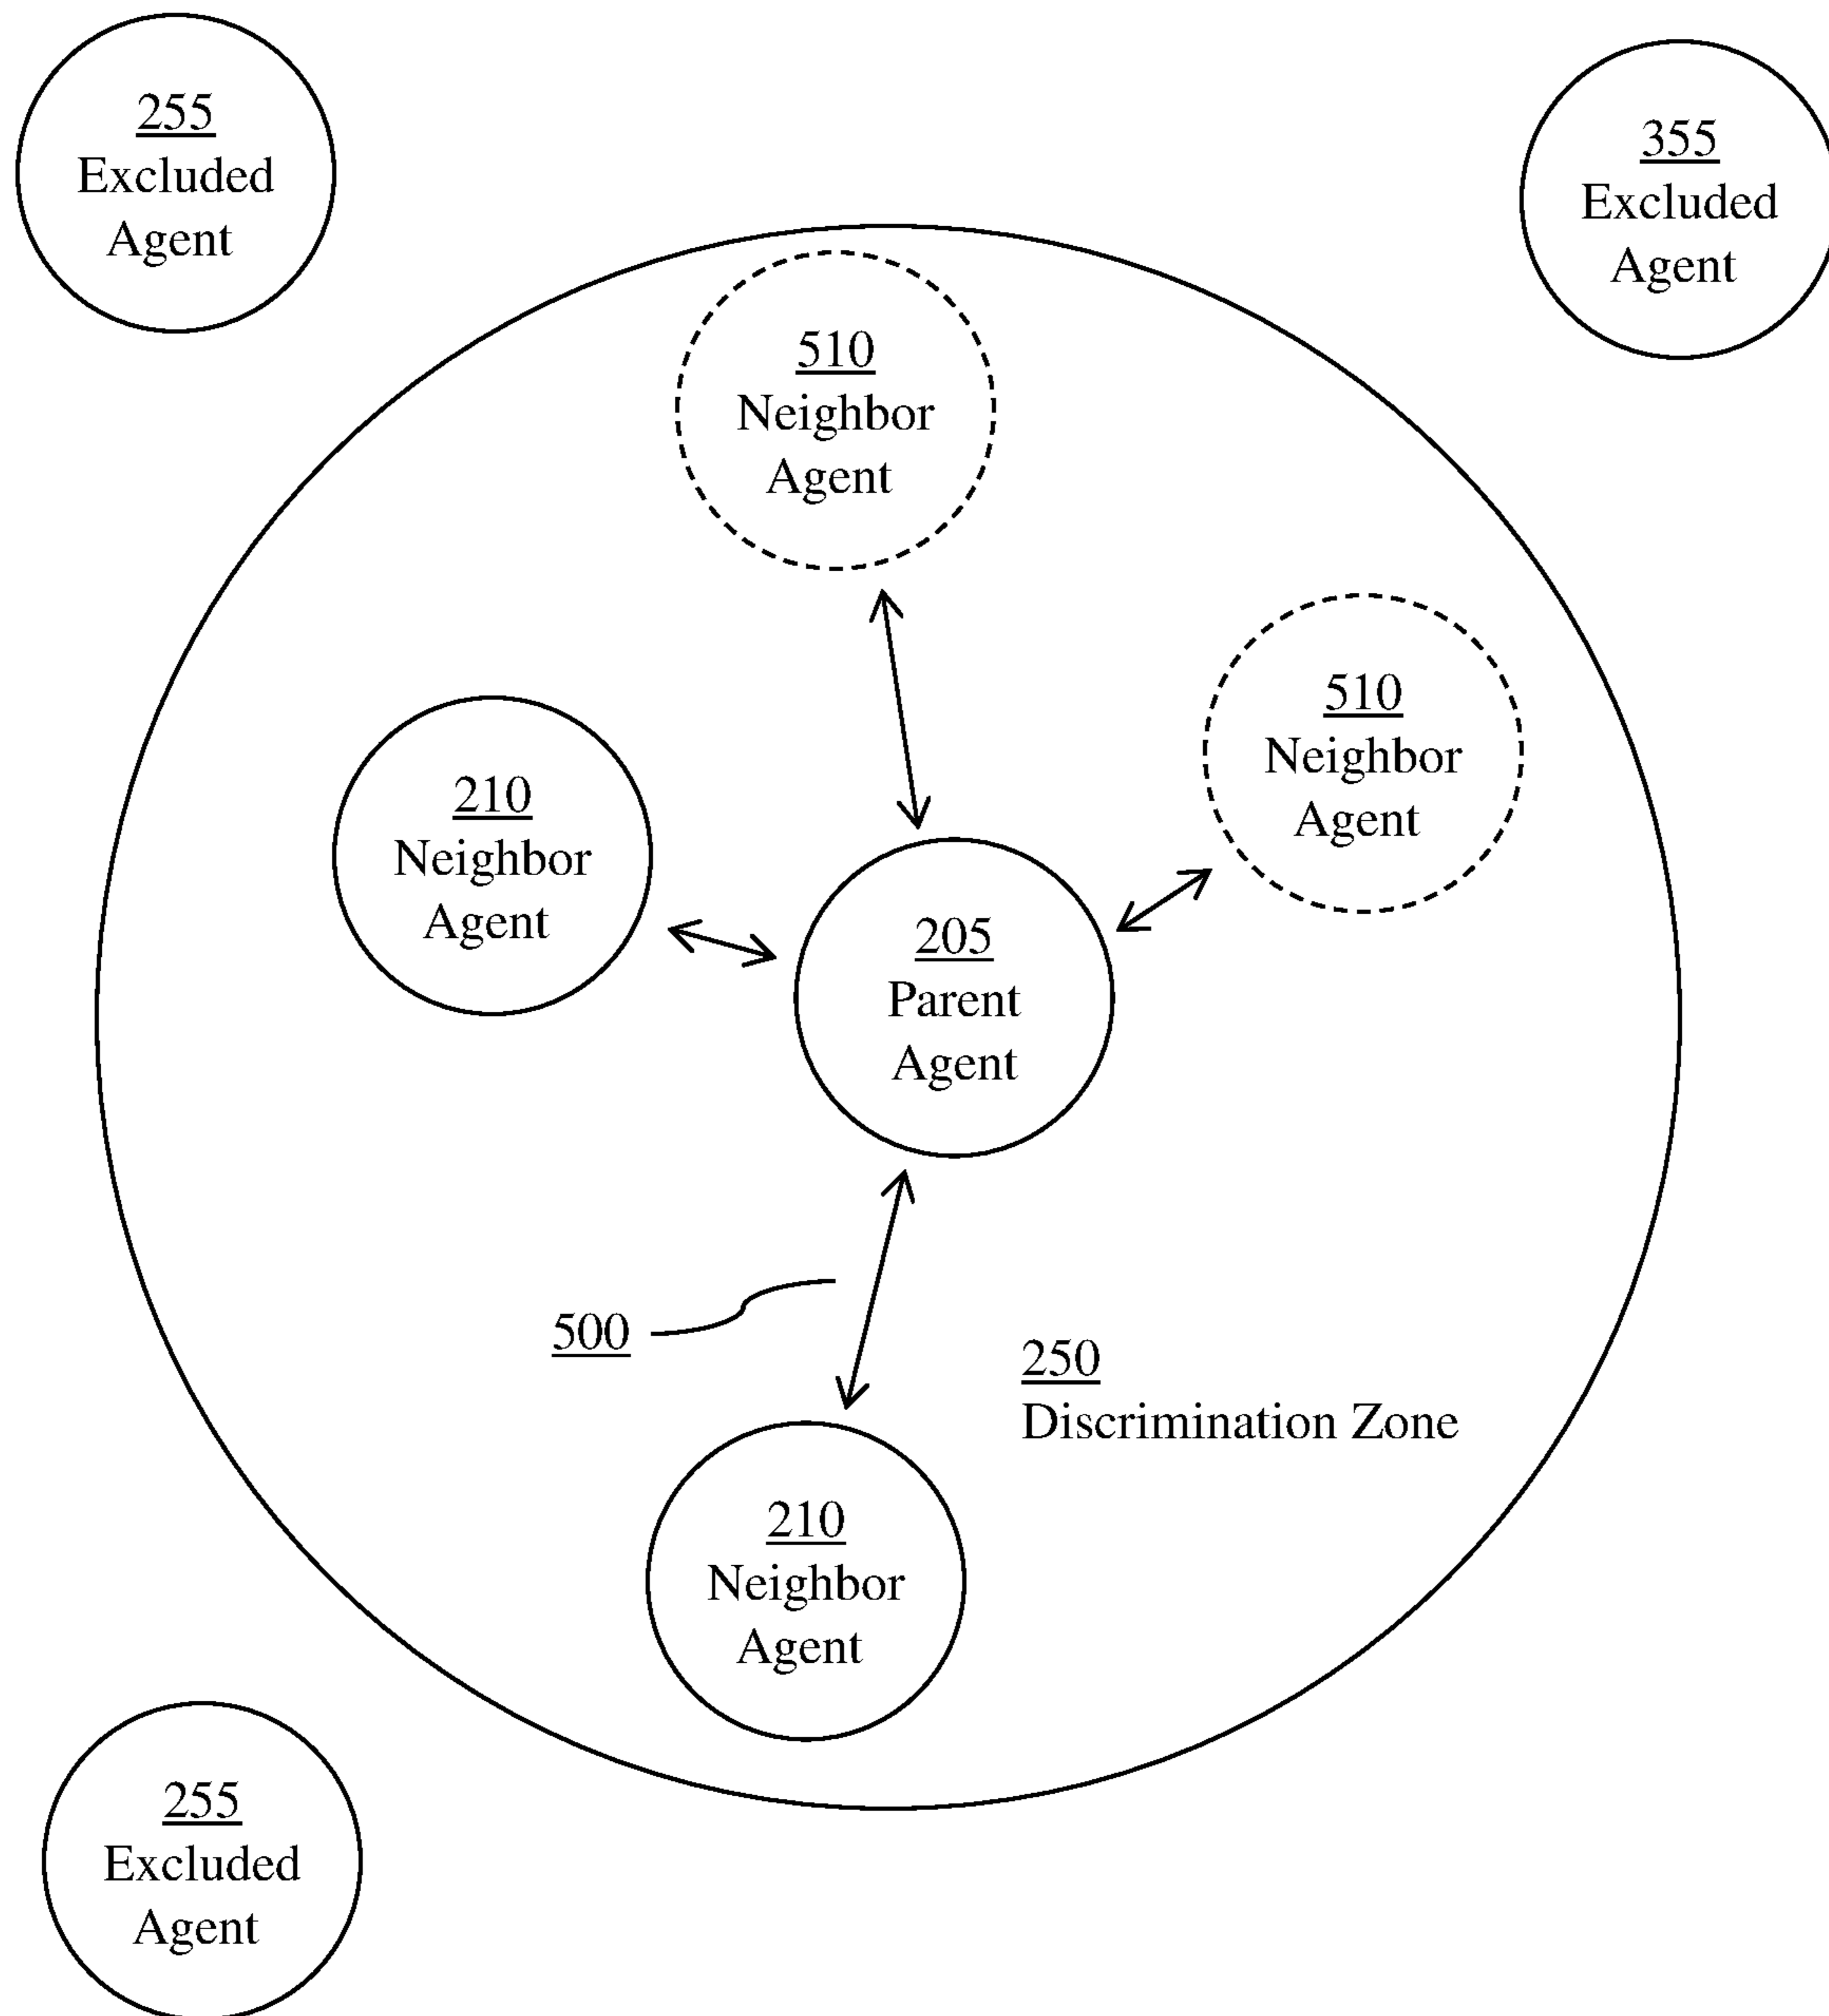 255
Excluded
Agent
355
Excluded
Agent
510
Neighbor
Agent
510
Neighbor
Agent
210
Neighbor
Agent
205
Parent
Agent
500
250
Discrimination Zone
210
Neighbor
Agent
255
Excluded
Agent